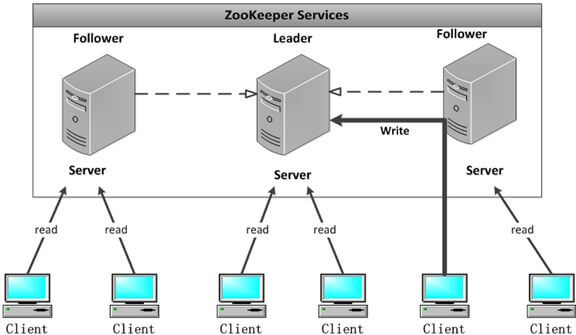 ZooKeeper Services
Follower
Leader
Follower
Write
Server
Server
Server
read
read
read
read
read
Client
Client
Client
Client
Client
Client